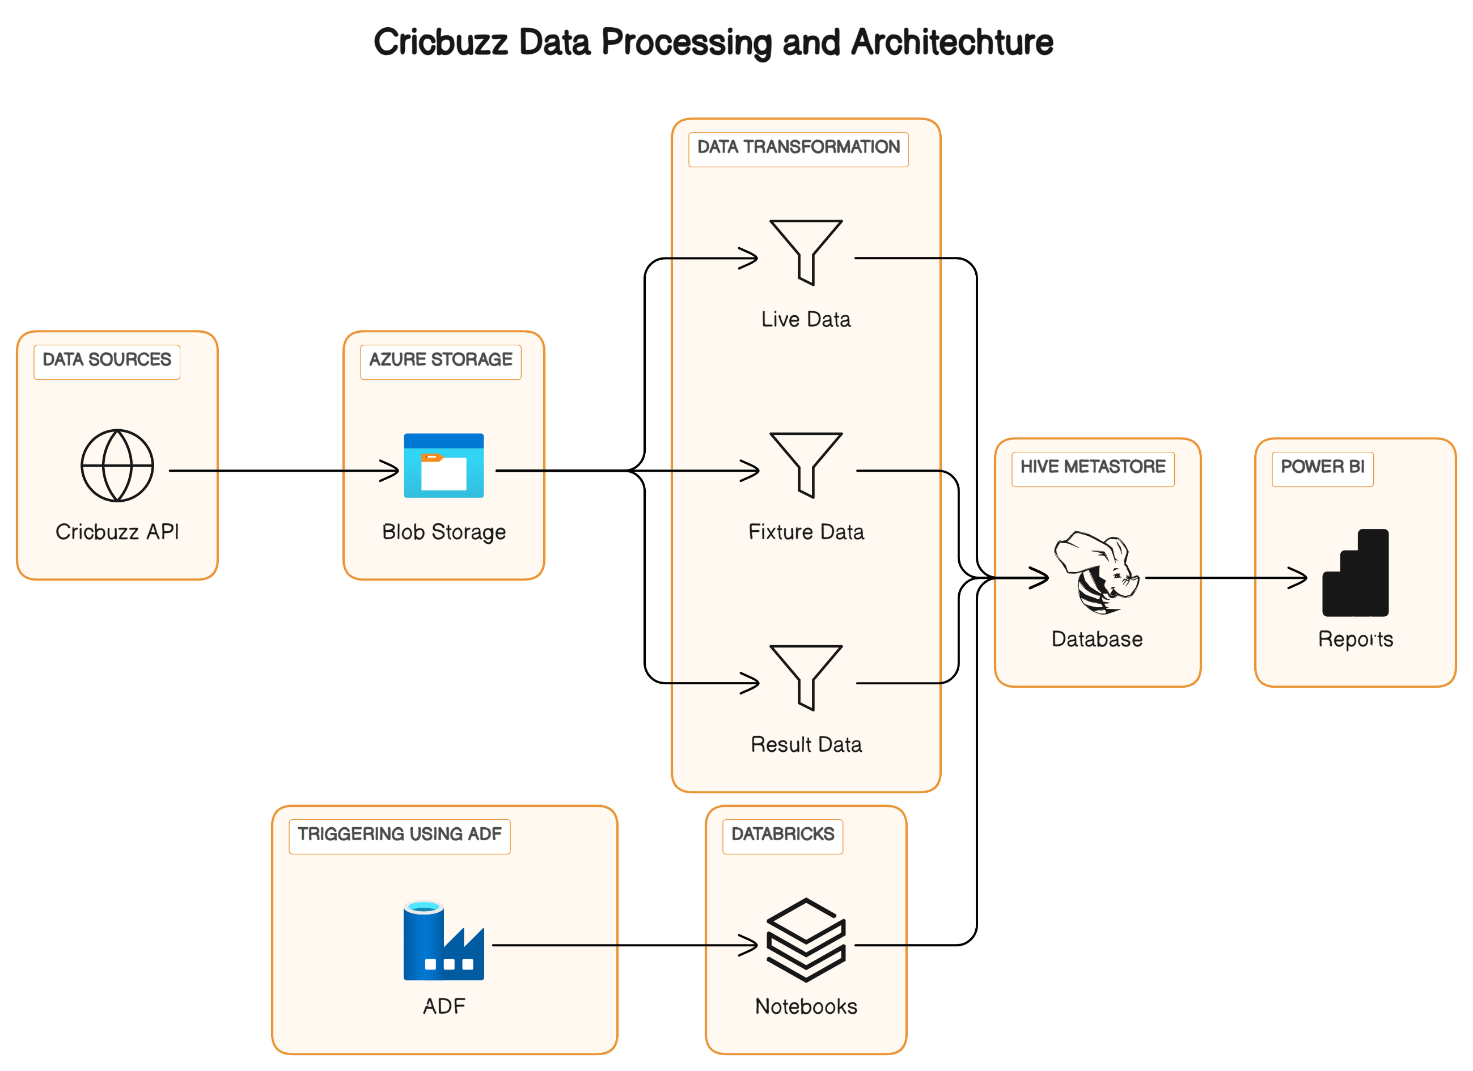 Cricbuzz Data Processing and Architechture
DATA TRANSFORMATION
Live Data
DATA SOURCES
AZURE STORAGE
Cricbuzz API
Blob Storage
Fixture Data
HIVE METASTORE
POWER BI
Database
Reports
Result Data
TRIGGERING USING ADF
DATABRICKS
ADF
Notebooks